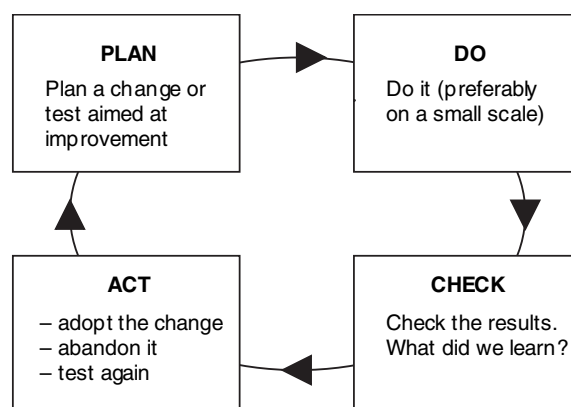 PLAN
Plan a change or
test aimed at
improvement
DO
Do it (preferably
on a small scale)
ACT
– adopt the change
– abandon it
– test again
CHECK
Check the results.
What did we learn?